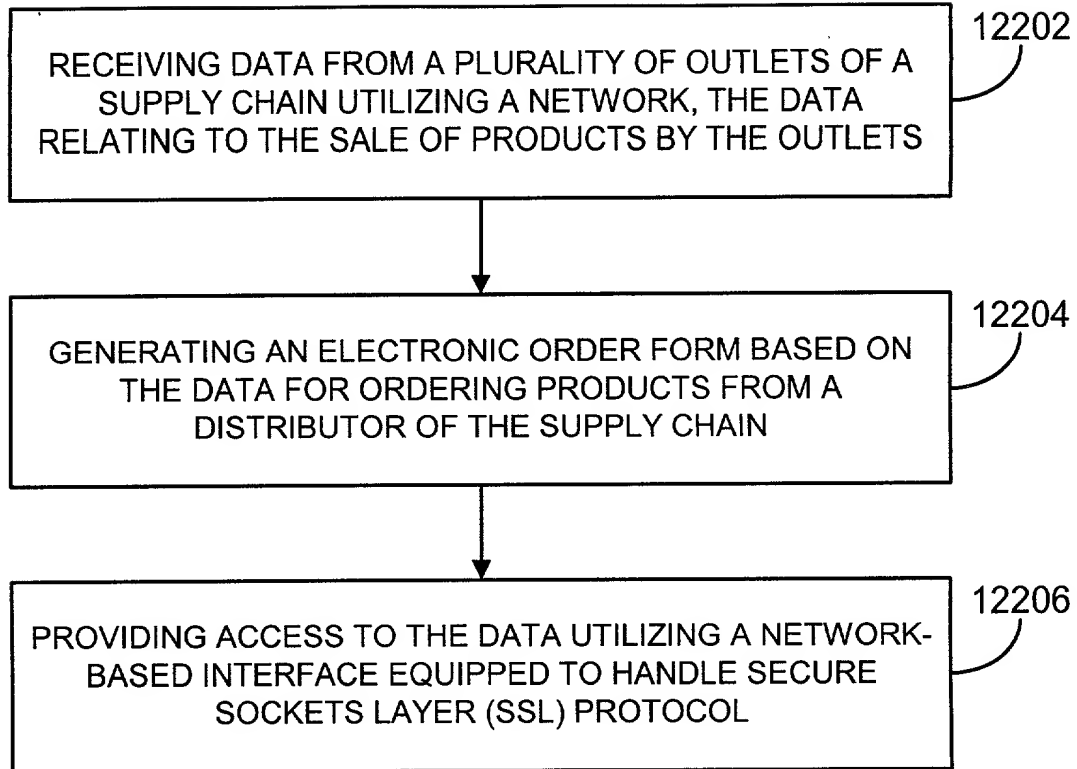 12202
RECEIVING DATA FROM A PLURALITY OF OUTLETS OF A
SUPPLY CHAIN UTILIZING A NETWORK, THE DATA
RELATING TO THE SALE OF PRODUCTS BY THE OUTLETS
12204
GENERATING AN ELECTRONIC ORDER FORM BASED ON
THE DATA FOR ORDERING PRODUCTS FROM A
DISTRIBUTOR OF THE SUPPLY CHAIN
12206
PROVIDING ACCESS TO THE DATA UTILIZING A NETWORK-
BASED INTERFACE EQUIPPED TO HANDLE SECURE
SOCKETS LAYER (SSL) PROTOCOL